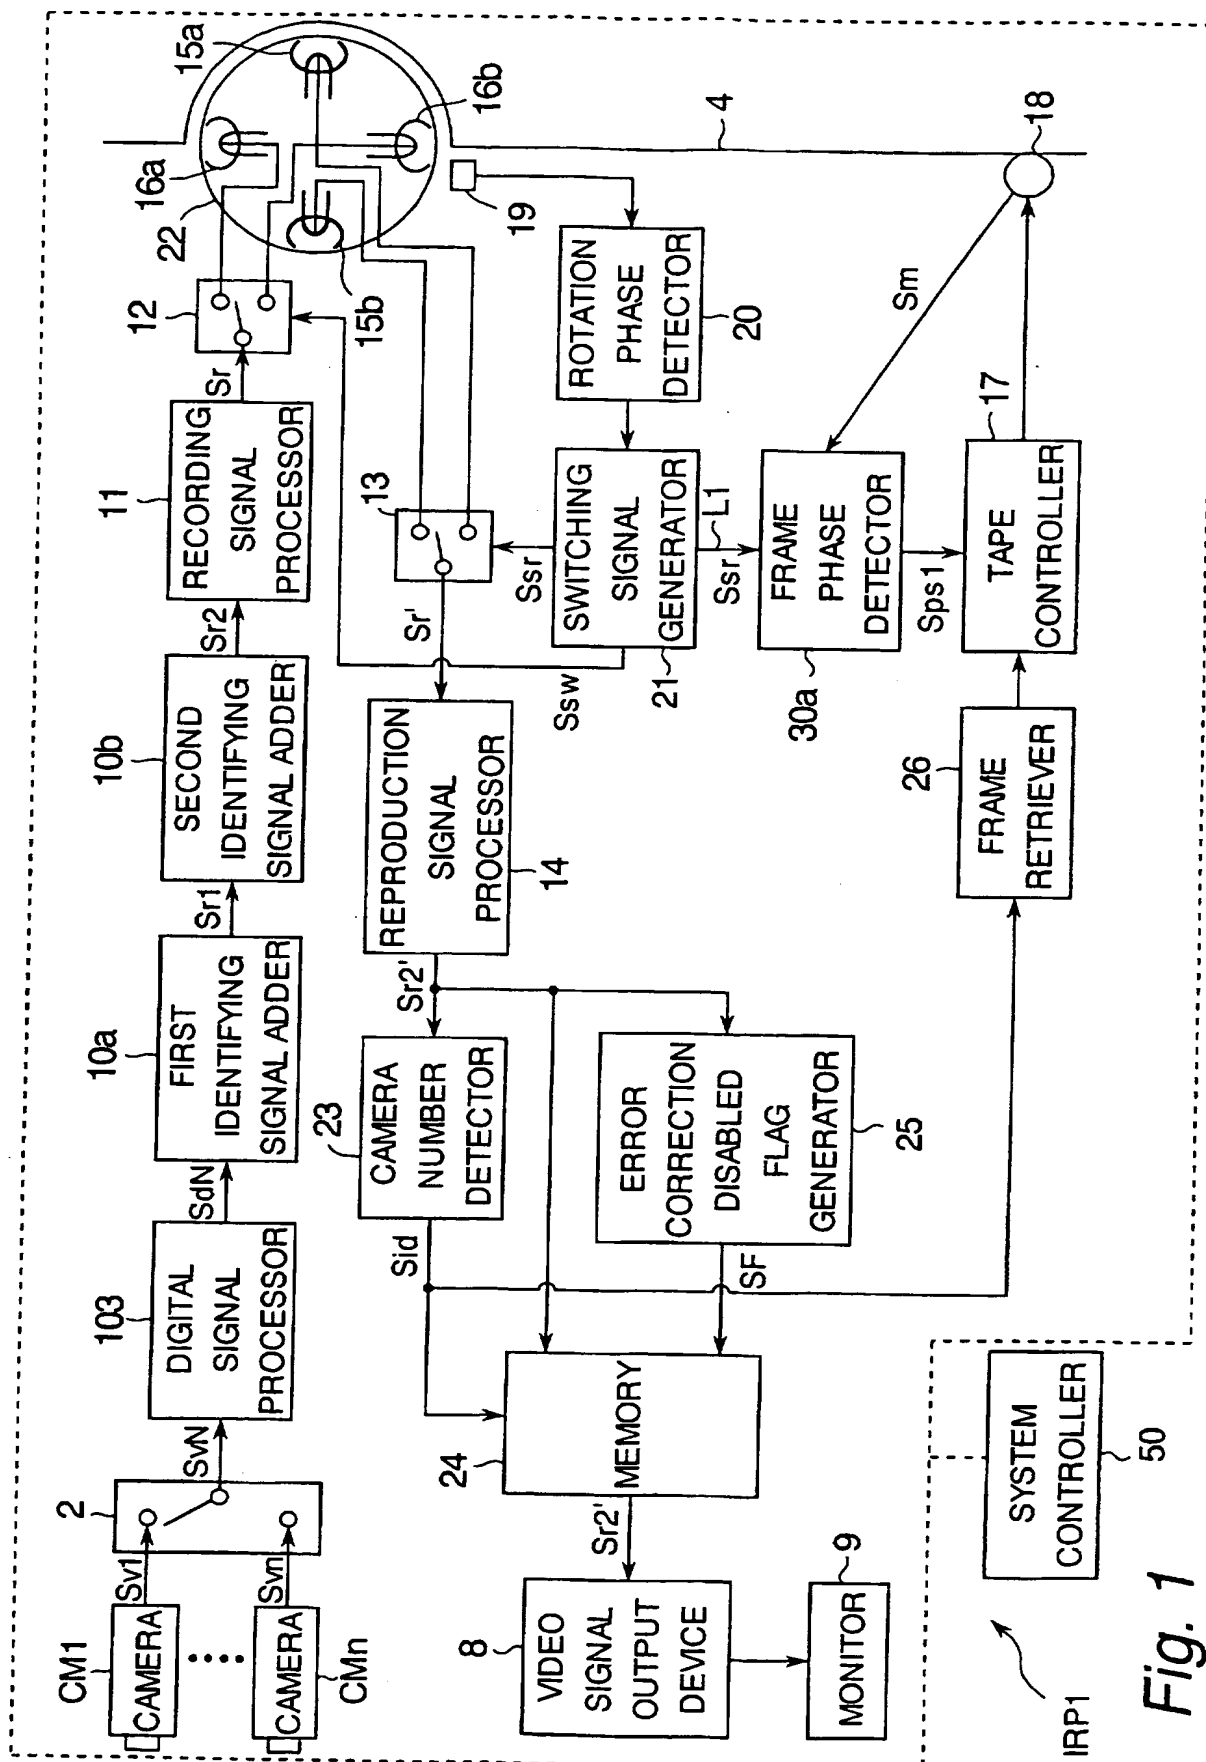 CM1
CAMERA
CAMERA
CMn
Sv1
Svn
2
SvN
103
DIGITAL
SIGNAL
PROCESSOR
SdN
10a
FIRST
IDENTIFYING
SIGNAL ADDER
Sr1
10b
SECOND
IDENTIFYING
SIGNAL ADDER
Sr2
11
RECORDING
SIGNAL
PROCESSOR
Sr
12
22
16a
15a
16b
15b
19
4
18
8
VIDEO
SIGNAL
OUTPUT
DEVICE
Sr2'
24
MEMORY
Sid
23
CAMERA
NUMBER
DETECTOR
Sr2'
REPRODUCTION
SIGNAL
PROCESSOR
14
Sr'
13
Ssr
Ssw
SF
ERROR
CORRECTION
DISABLED
FLAG
GENERATOR
25
SWITCHING
SIGNAL
GENERATOR
21
ROTATION
PHASE
DETECTOR
20
Ssr
L1
FRAME
PHASE
DETECTOR
30a
Sm
Sps1
17
TAPE
CONTROLLER
26
FRAME
RETRIEVER
MONITOR
9
SYSTEM
CONTROLLER
50
IRP1
Fig. 1